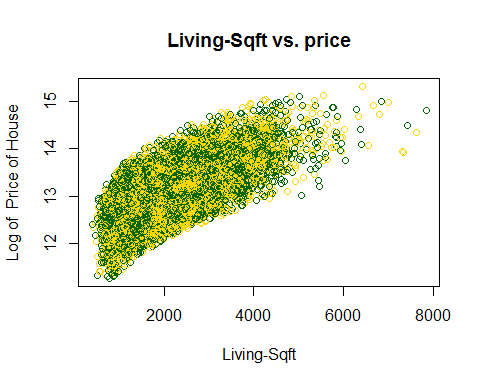 Living-Sqft vs. price
Log of  Price of House
15
14
13
12
2000 4000 6000 8000
Living-Sqft